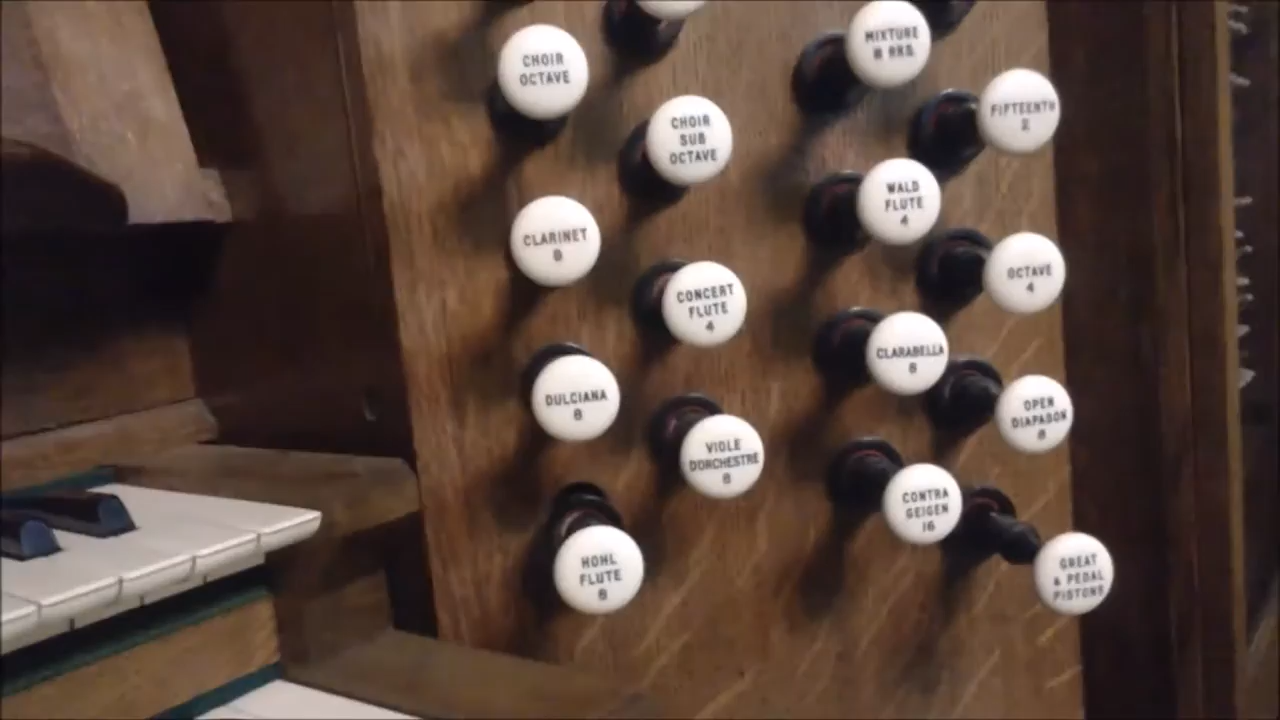 CHOIR
OCTAVE
CHOIR
SUB
OCTAVE
CLARINET
8
CONCERT
FLUTE
4
DULCIANA
8
VIOLE
D'ORCHESTRE
8
HOHL
FLUTE
8
MIXTURE
RKS
FIFTEENTH
2
WALD
FLUTE
4
OCTAVE
4
CLARABELLA
8
OPEN
DIAPASON
8
CONTRA
GEIGEN
16
GREAT
& PEDAL
PISTONS